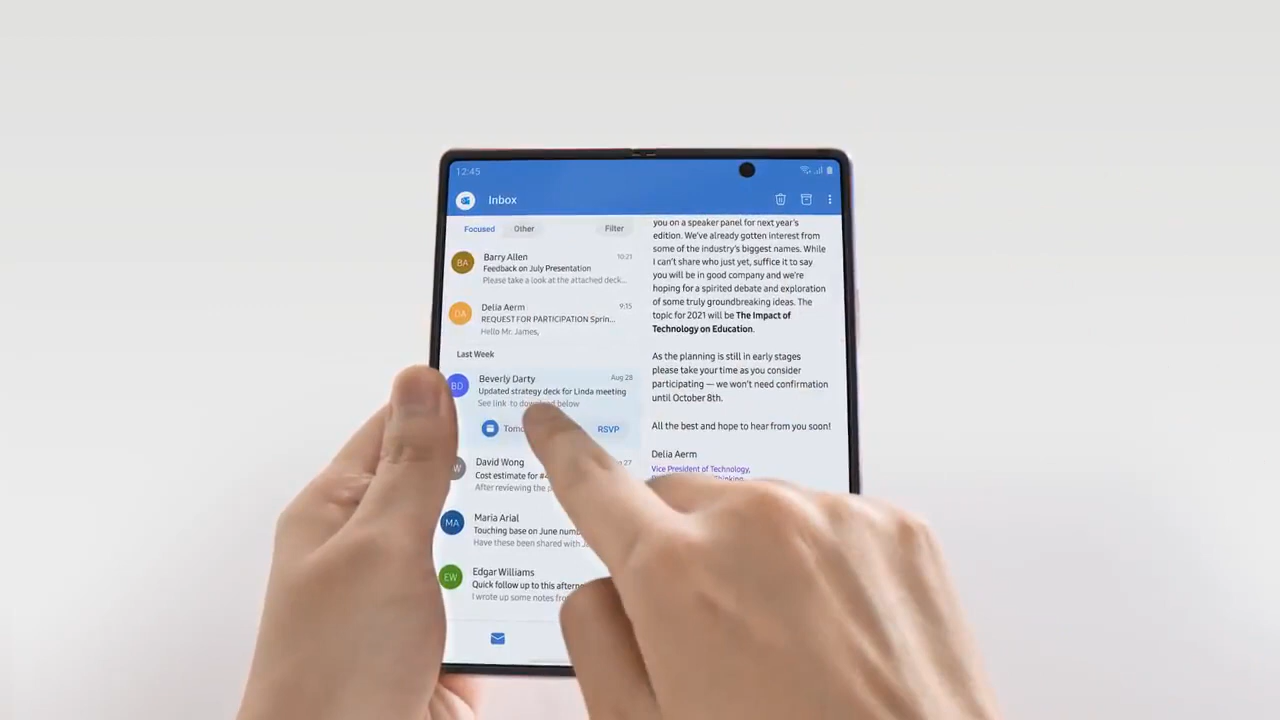 12:45
Inbox
Focused
Other
Filter
Barry Allen
10:21
Feedback on July Presentation
Please take a look at the attached deck...
Delia Aerm
9:15
REQUEST FOR PARTICIPATION Sprin...
Hello Mr. James,
Last Week
BA
DA
BD
Beverly Darty
Aug 28
Updated strategy deck for Linda meeting
See link to download below
RSVP
David Wong
27
Cost estimate for
After reviewing the
MA
Maria Arial
Touching base on June
Have these been shared with
EW
Edgar Williams
Quick follow up to this
I wrote up some notes
you on a speaker panel for next year's
edition. We've already gotten interest from
some of the industry's biggest names. While
I can't share who just yet, suffice it to say
you will be in good company and we're
hoping for a spirited debate and exploration
of some truly groundbreaking ideas. The
topic for 2021 will be The Impact of
Technology on Education.
As the planning is still in early stages
please take your time as you consider
participating — we won't need confirmation
until October 8th.
All the best and hope to hear from you soon!
Delia Aerm
Vice President of Technology,